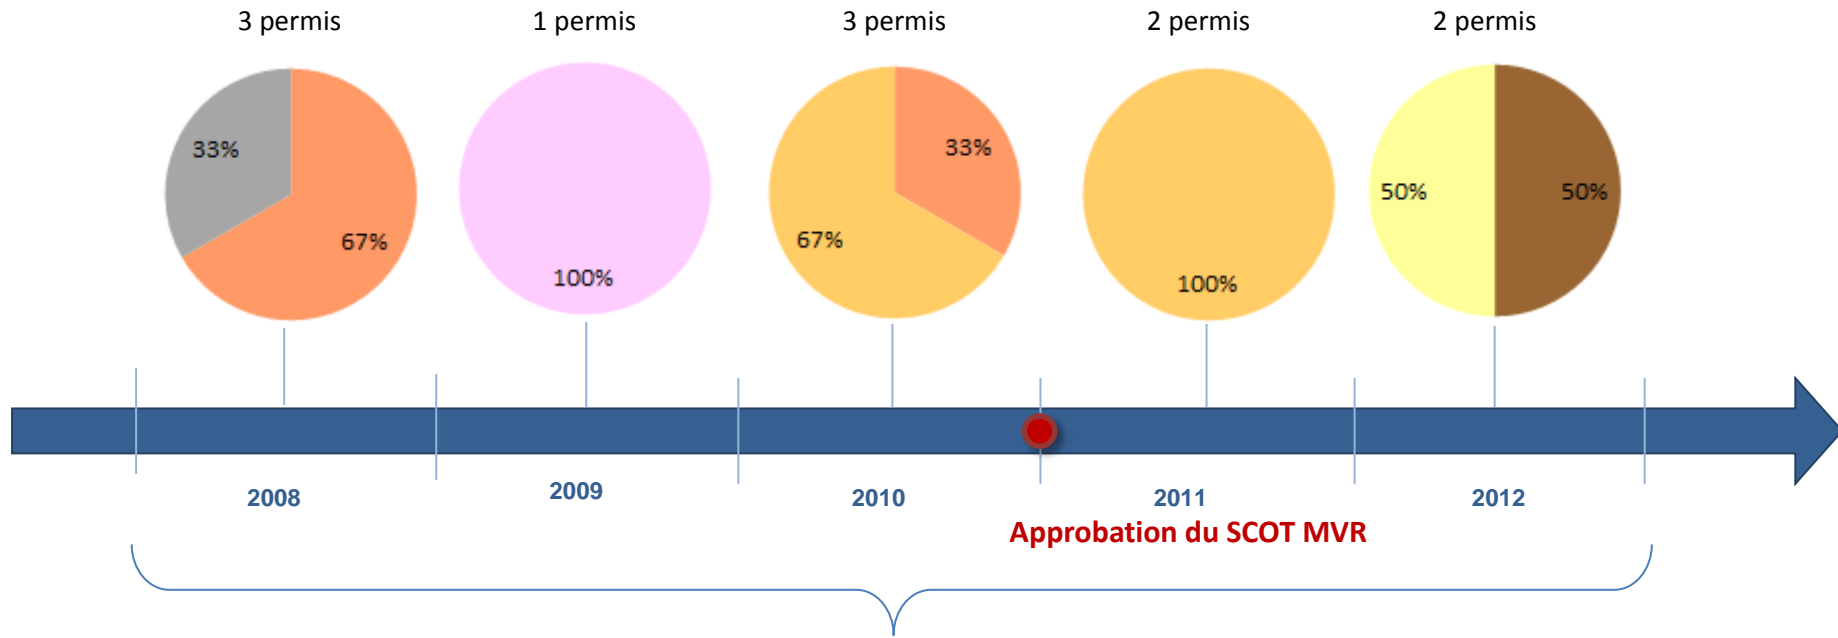 3 permis
1 permis
3 permis
2 permis
2 permis
33%
67%
100%
67%
33%
100%
50%
50%
2008
2009
2010
2011
2012
Approbation du SCOT MVR